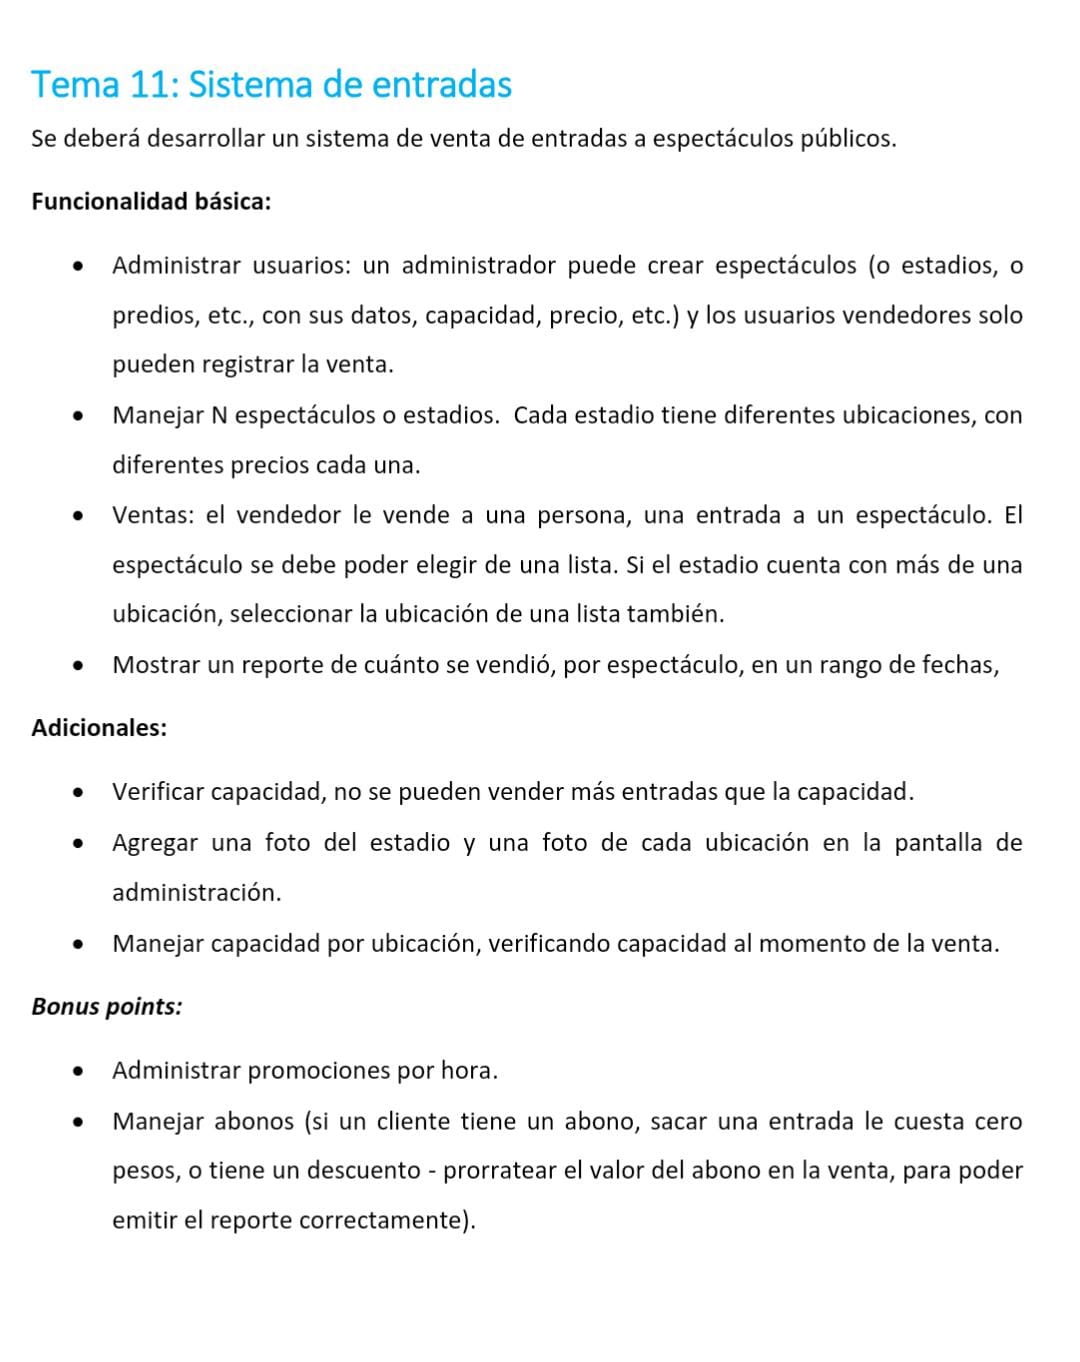 Tema 11: Sistema de entradas
Se deberá desarrollar un sistema de venta de entradas a espectáculos públicos.
Funcionalidad básica:
• Administrar usuarios: un administrador puede crear espectáculos (o estadios, o
predios, etc., con sus datos, capacidad, precio, etc.) y los usuarios vendedores solo
pueden registrar la venta.
• Manejar N espectáculos o estadios. Cada estadio tiene diferentes ubicaciones, con
diferentes precios cada una.
• Ventas: el vendedor le vende a una persona, una entrada a un espectáculo. El
espectáculo se debe poder elegir de una lista. Si el estadio cuenta con más de una
ubicación, seleccionar la ubicación de una lista también.
• Mostrar un reporte de cuánto se vendió, por espectáculo, en un rango de fechas,
Adicionales:
• Verificar capacidad, no se pueden vender más entradas que la capacidad.
• Agregar una foto del estadio y una foto de cada ubicación en la pantalla de
administración.
• Manejar capacidad por ubicación, verificando capacidad al momento de la venta.
Bonus points:
• Administrar promociones por hora.
• Manejar abonos (si un cliente tiene un abono, sacar una entrada le cuesta cero
pesos, o tiene un descuento - prorratear el valor del abono en la venta, para poder
emitir el reporte correctamente).